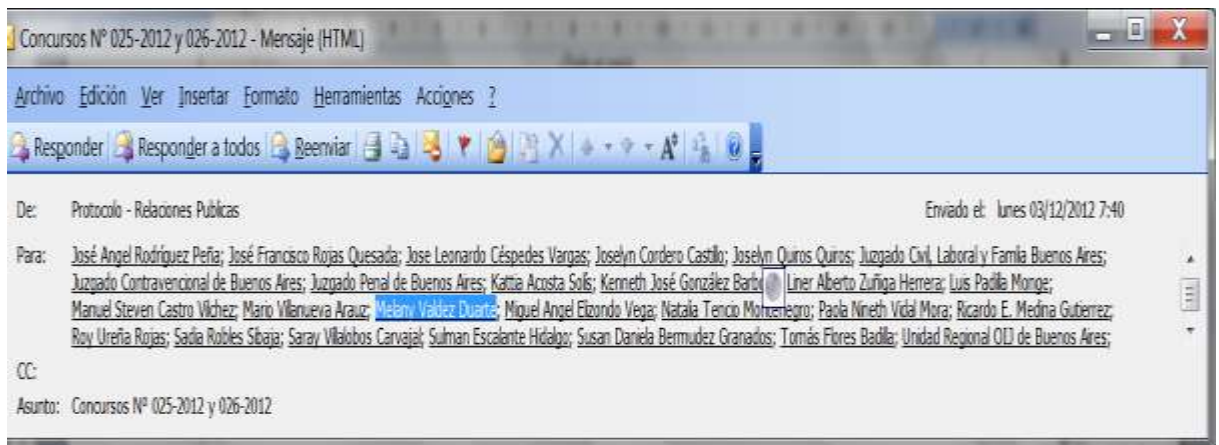 Concursos Nº 025-2012 y 026-2012 - Mensaje (HTML)
Archivo Edición Ver Insertar Formato Herramientas Acciones ?
Responder Responder a todos Reenviar
De: Protocolo - Relaciones Publicas Enviado el: lunes 03/12/2012 7:40
Para: José Angel Rodríguez Peña; José Francisco Rojas Quesada; Jose Leonardo Céspedes Vargas; Joselyn Cordero Castillo; Joselyn Quiros Quiros; Juzgado Civil, Laboral y Familia Buenos Aires;
Juzgado Contravencional de Buenos Aires; Juzgado Penal de Buenos Aires; Kattia Acosta Solís; Kenneth José González Liner Alberto Zuñiga Herrera; Luis Padilla Monge;
Manuel Steven Castro Vilchez; Mario Villanueva Arauz; Melany Valdez Duarte; Miguel Angel Elizondo Vega; Natalia Tencio Montenegro; Paola Nineth Vidal Mora; Ricardo E. Medina Gutierrez;
Roy Ureña Rojas; Sadia Robles Sibaja; Saray Villalobos Carvajal; Sulman Escalante Hidalgo; Susan Daniela Bermudez Granados; Tomás Flores Badilla; Unidad Regional OIJ de Buenos Aires;
CC:
Asunto: Concursos Nº 025-2012 y 026-2012